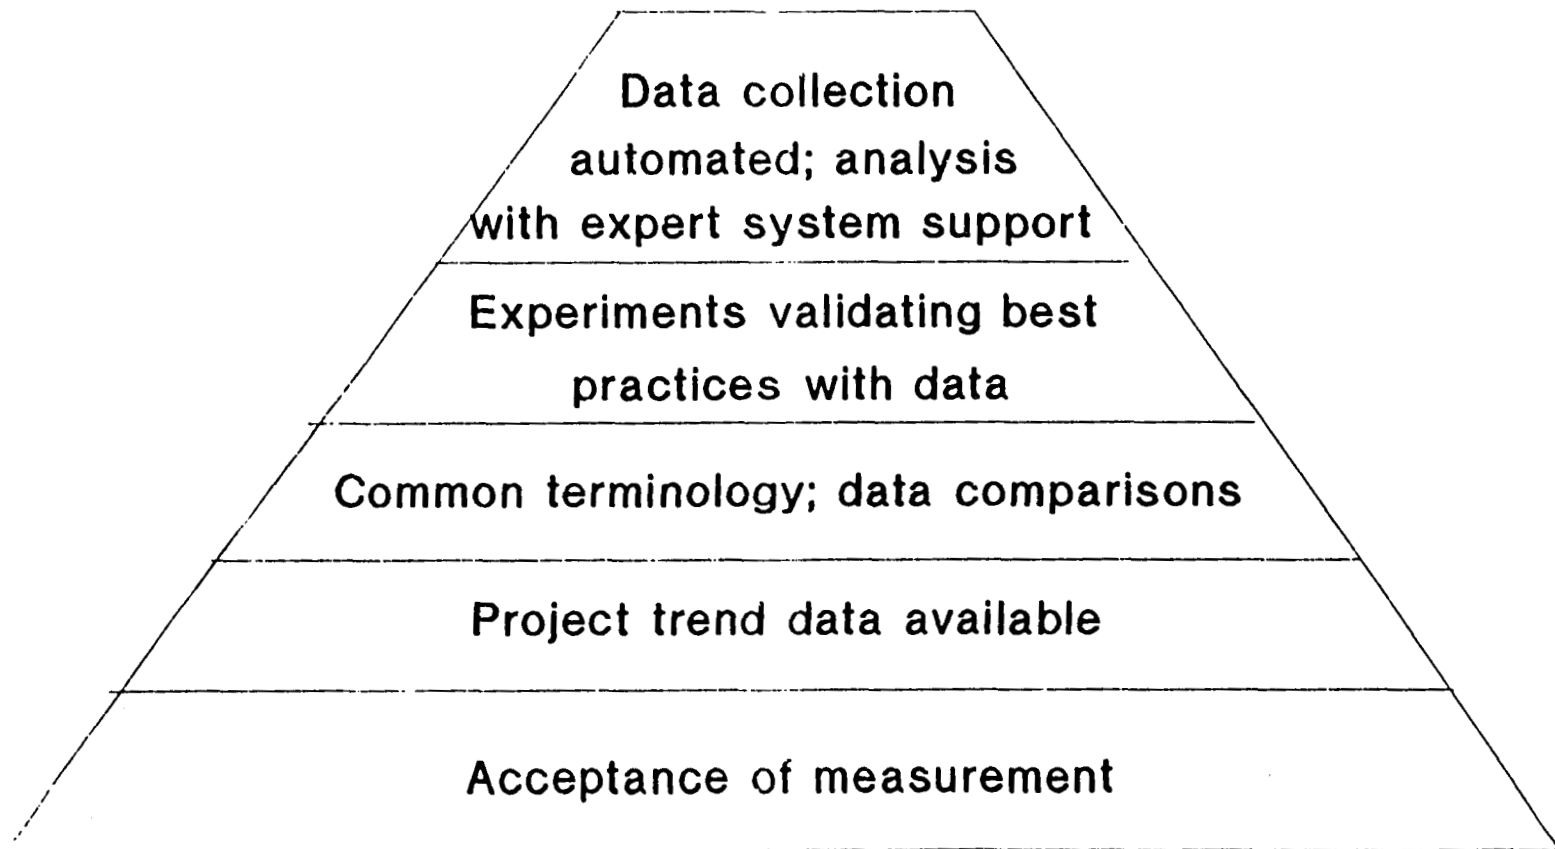 Data collection
automated; analysis
with expert system support
Experiments validating best
practices with data
Common terminology; data comparisons
Project trend data available
Acceptance of measurement